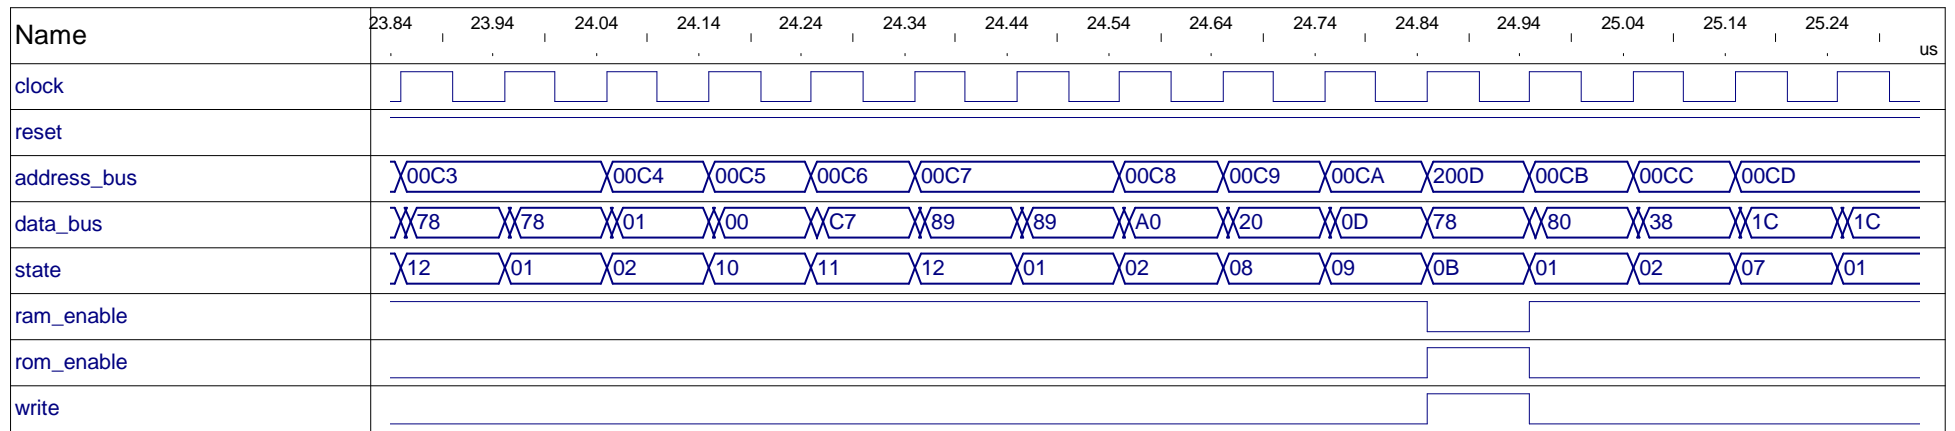 Name 23.84 23.94 24.04 24.14 24.24 24.34 24.44 24.54 24.64 24.74 24.84 24.94 25.04 25.14 25.24 us
clock
reset
address_bus 00C3 00C4 00C5 00C6 00C7 00C8 00C9 00CA 200D 00CB 00CC 00CD
data_bus 78 78 01 00 C7 89 89 A0 20 0D 78 80 38 1C 1C
state 12 01 02 10 11 12 01 02 08 09 0B 01 02 07 01
ram_enable
rom_enable
write